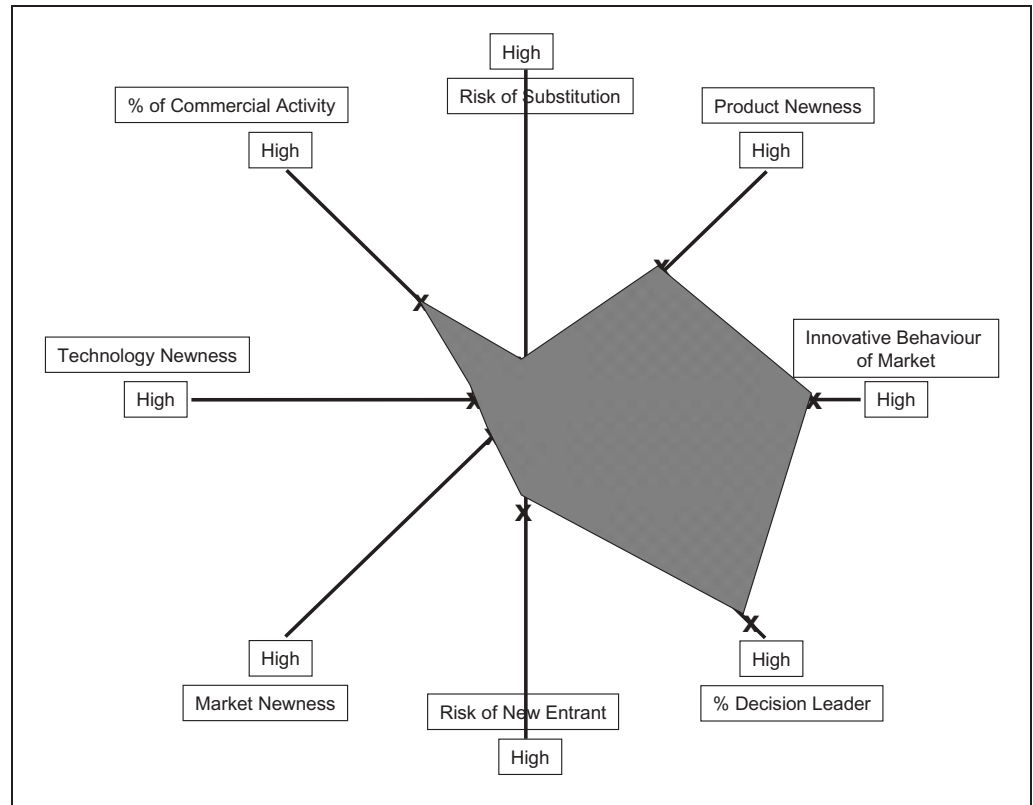 High
Risk of Substitution
% of Commercial Activity
High
Product Newness
High
Technology Newness
High
Innovative Behaviour
of Market
High
x
x
x
x
x
x
x
High
Market Newness
Risk of New Entrant
High
High
% Decision Leader